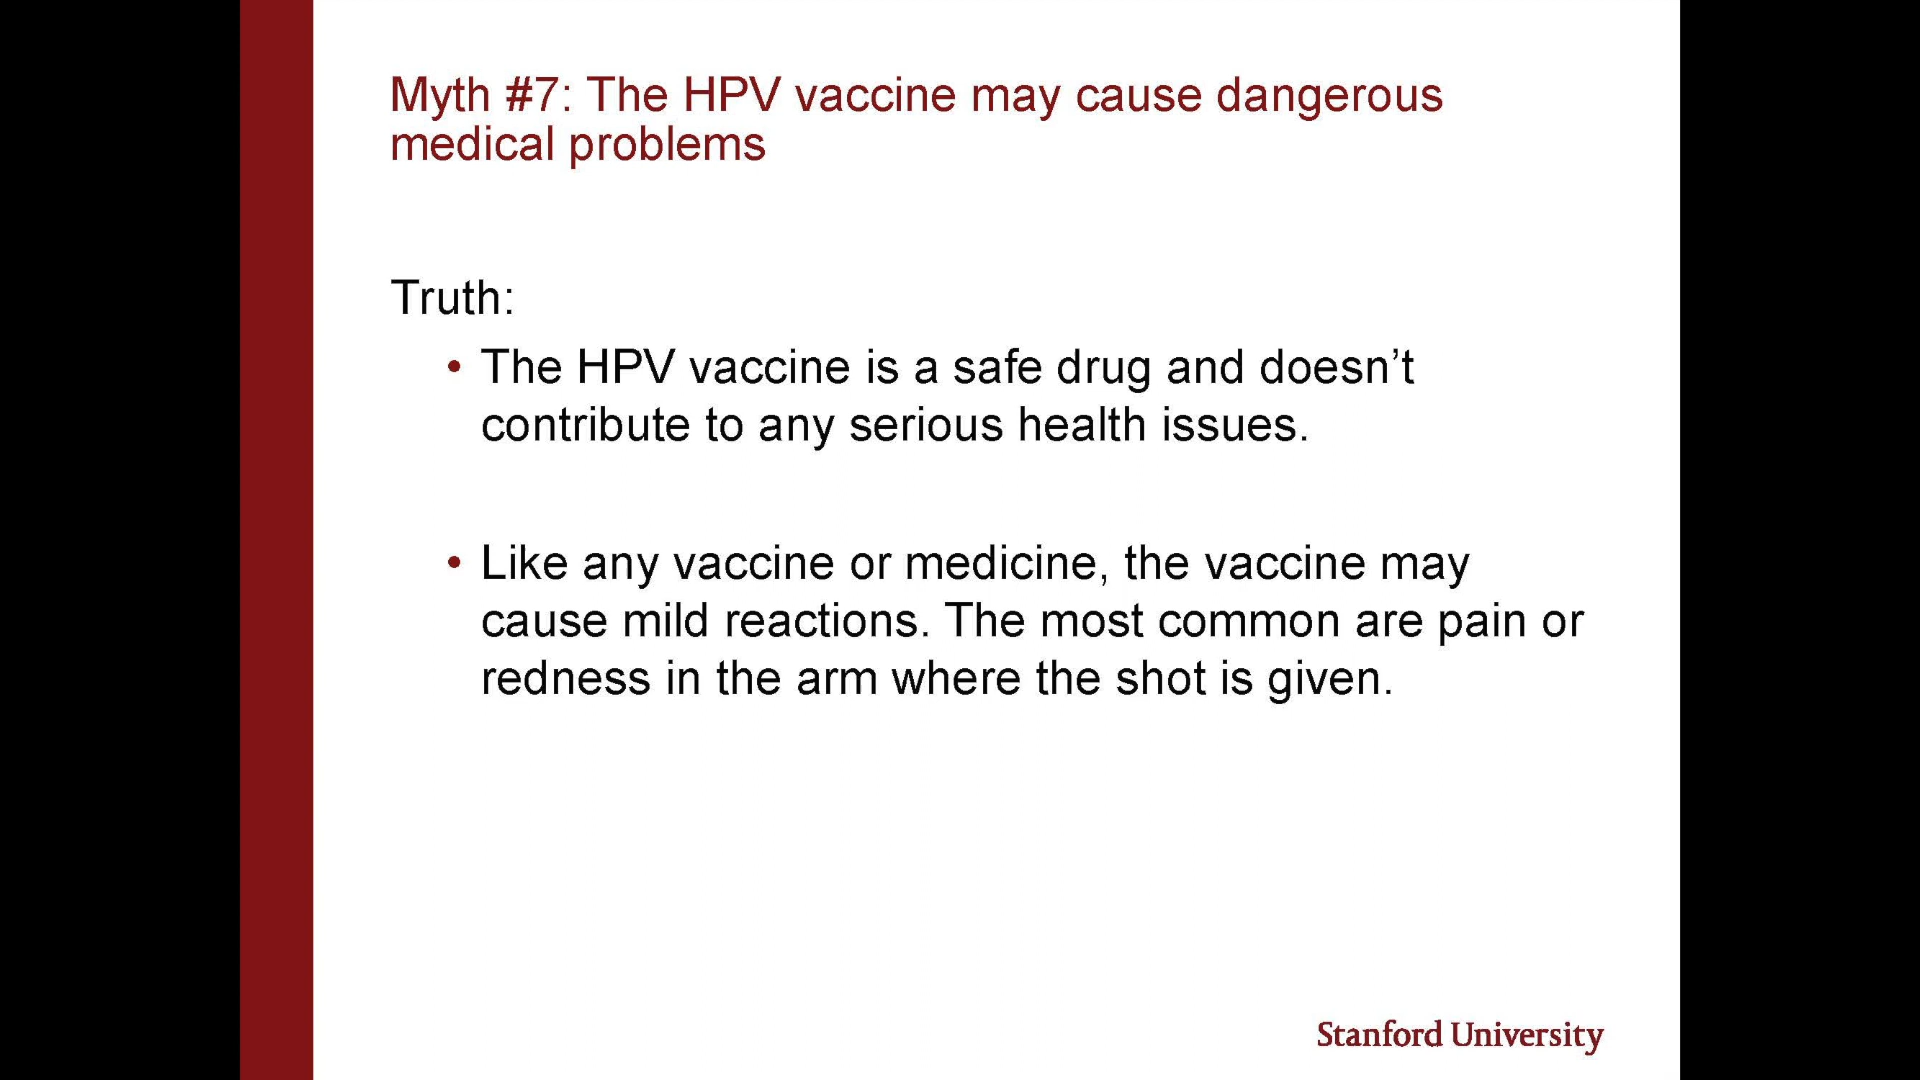 Myth #7: The HPV vaccine may cause dangerous
medical problems
Truth:
• The HPV vaccine is a safe drug and doesn’t
contribute to any serious health issues.
• Like any vaccine or medicine, the vaccine may
cause mild reactions. The most common are pain or
redness in the arm where the shot is given.
Stanford University